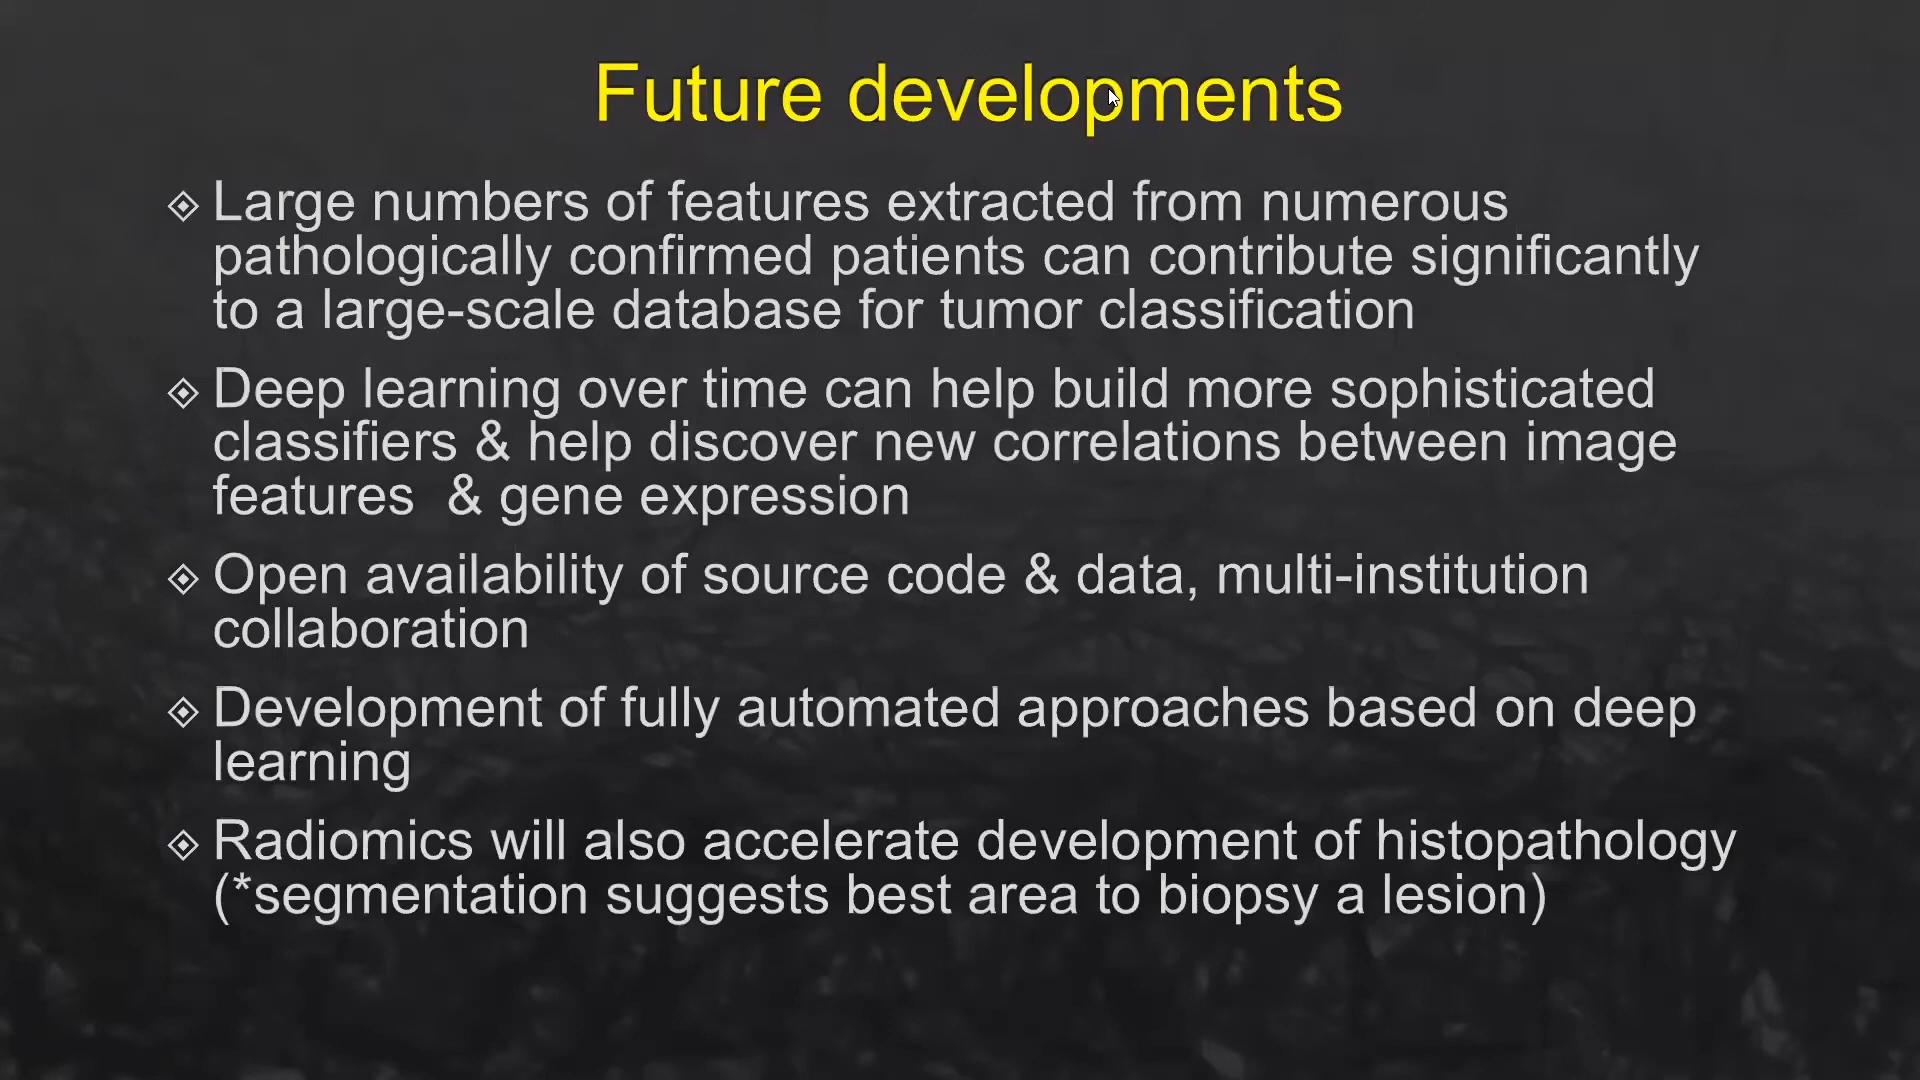 Future developments
Large numbers of features extracted from numerous
pathologically confirmed patients can contribute significantly
to a large-scale database for tumor classification
Deep learning over time can help build more sophisticated
classifiers & help discover new correlations between image
features  & gene expression
Open availability of source code & data, multi-institution
collaboration
Development of fully automated approaches based on deep
learning
Radiomics will also accelerate development of histopathology
(*segmentation suggests best area to biopsy a lesion)